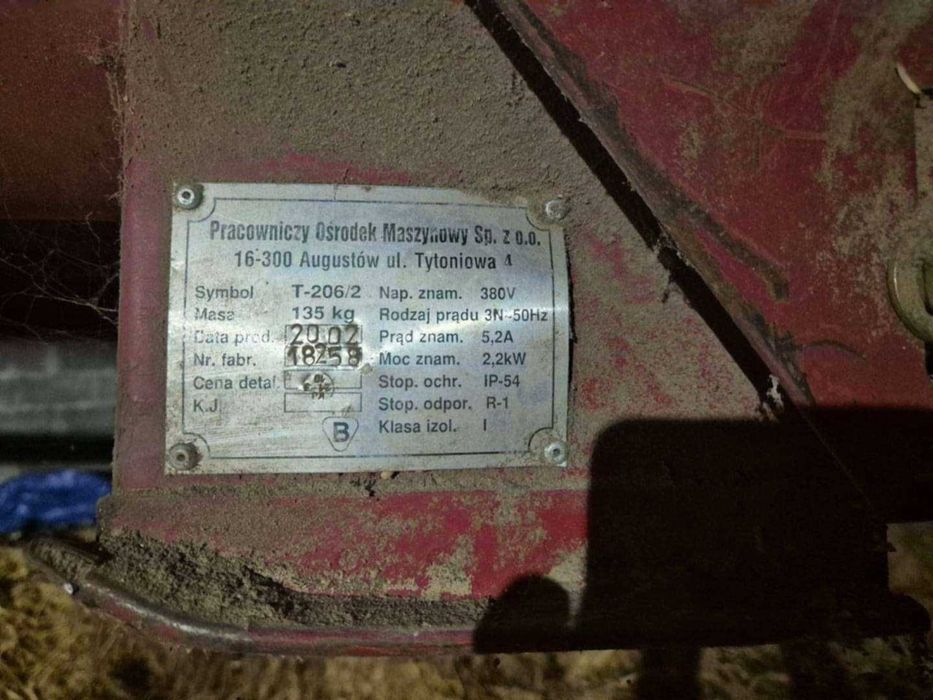 Pracowniczy Ośrodek Maszynowy Sp. z o.o.
16-300 Augustów ul. Tytoniowa 4
Symbol T-206/2 Nap. znam. 380V
Masa 135 kg Rodzaj prądu 3N~50Hz
Data prod. 20.02 Prąd znam. 5,2A
Nr. fabr. 18258 Moc znam. 2,2kW
Cena detal. Stop. ochr. IP-54
K.J Stop. odpor. R-1
B Klasa izol. I